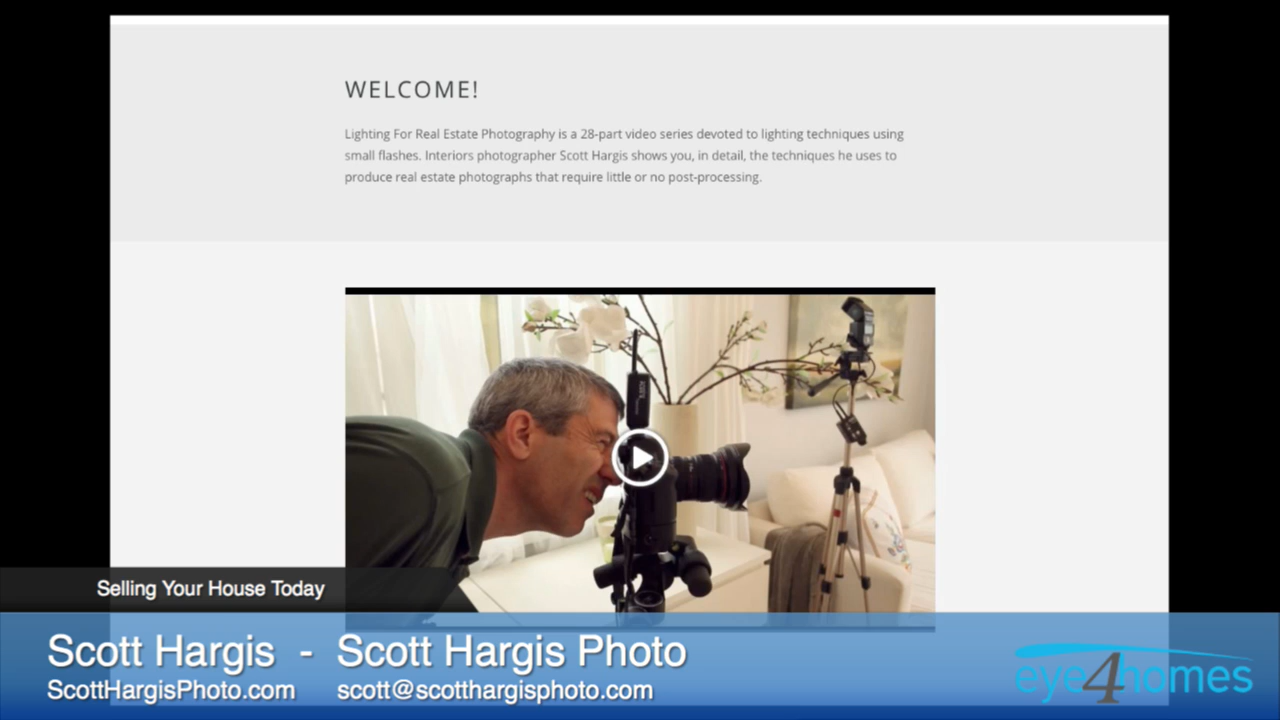 WELCOME!
Lighting For Real Estate Photography is a 28-part video series devoted to lighting techniques using
small flashes. Interiors photographer Scott Hargis shows you, in detail, the techniques he uses to
produce real estate photographs that require little or no post-processing.
Selling Your House Today
Scott Hargis - Scott Hargis Photo
ScottHargisPhoto.com scott@scotthargisphoto.com
eye4homes